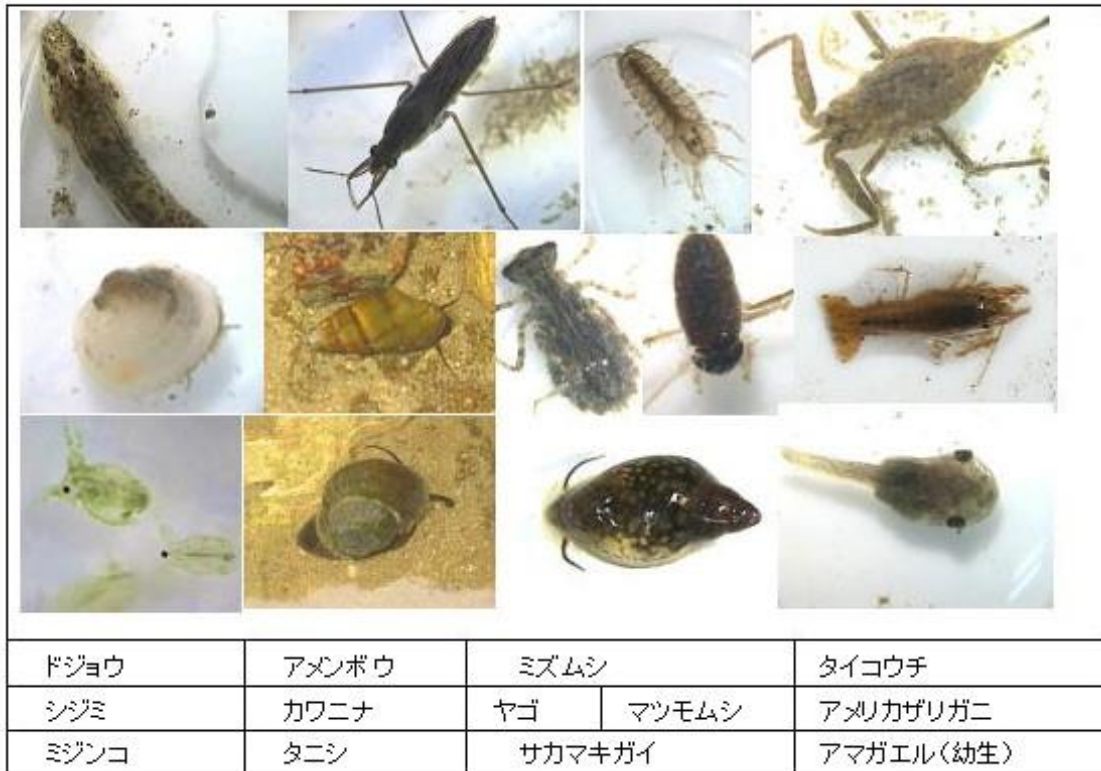 ドジョウ アメンボウ ミズムシ タイコウチ
シジミ カワニナ ヤゴ マツモムシ アメリカザリガニ
ミジンコ タニシ サカマキガイ アマガエル(幼生)